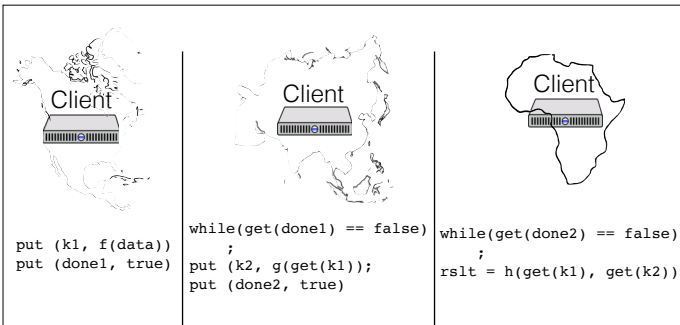 Client
put (k1, f(data))
put (done1, true)
Client
while(get(done1) == false)
;
put (k2, g(get(k1));
put (done2, true)
Client
while(get(done2) == false)
;
rslt = h(get(k1), get(k2))